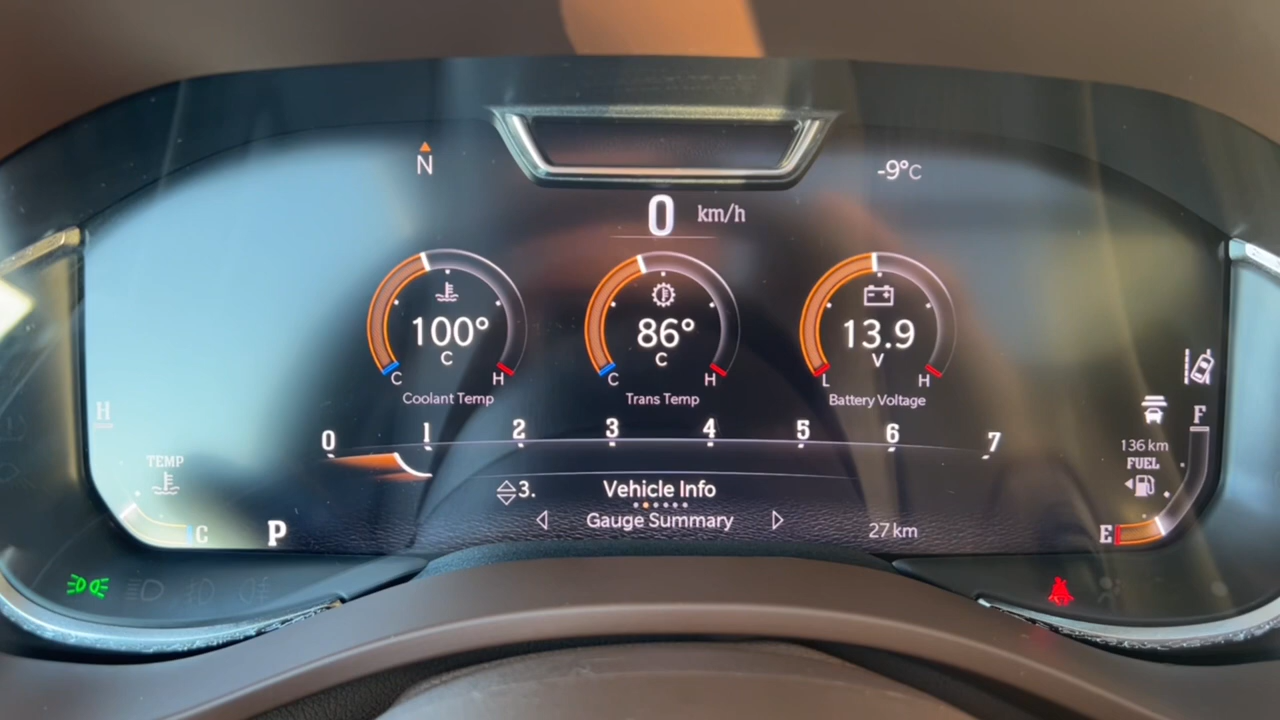 N
-9°C
0 km/h
100°
C
C H
Coolant Temp
86°
C
C H
Trans Temp
13.9
V
L H
Battery Voltage
H
F
0 1 2 3 4 5 6 7
136 km
TEMP
FUEL
3. Vehicle Info
Gauge Summary
27 km
C
P
E